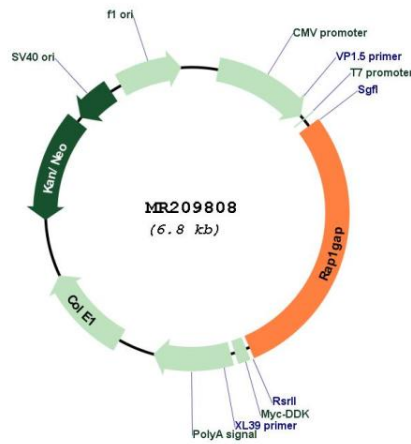 f1 ori
CMV promoter
SV40 ori
VP1.5 primer
T7 promoter
SgfI
Kan/ Neo
MR209808
(6.8 kb)
Rap1gap
Col E1
RsrII
Myc-DDK
XL39 primer
PolyA signal